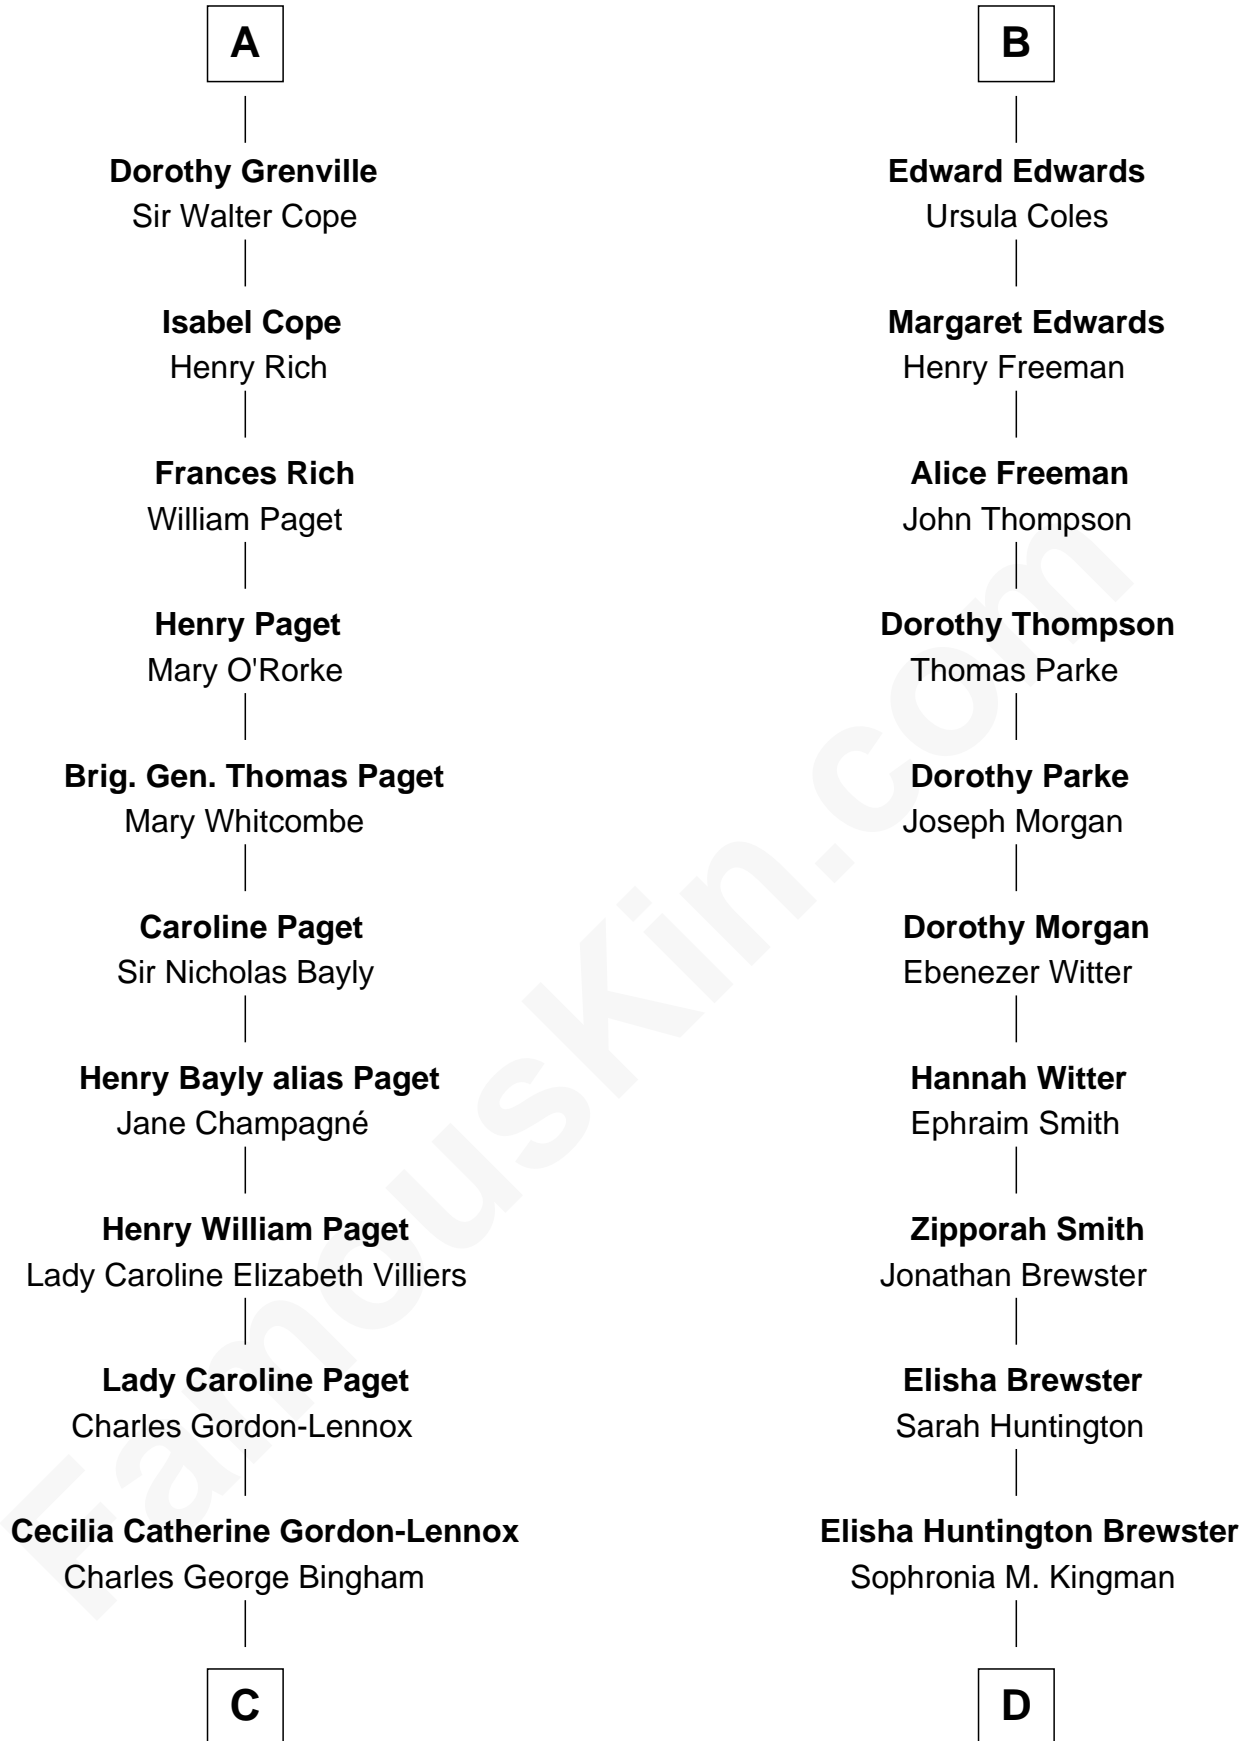 A
Dorothy Grenville
Sir Walter Cope
Isabel Cope
Henry Rich
Frances Rich
William Paget
Henry Paget
Mary O'Rorke
Brig. Gen. Thomas Paget
Mary Whitcombe
Caroline Paget
Sir Nicholas Bayly
Henry Bayly alias Paget
Jane Champagné
Henry William Paget
Lady Caroline Elizabeth Villiers
Lady Caroline Paget
Charles Gordon-Lennox
Cecilia Catherine Gordon-Lennox
Charles George Bingham
C
B
Edward Edwards
Ursula Coles
Margaret Edwards
Henry Freeman
Alice Freeman
John Thompson
Dorothy Thompson
Thomas Parke
Dorothy Parke
Joseph Morgan
Dorothy Morgan
Ebenezer Witter
Hannah Witter
Ephraim Smith
Zipporah Smith
Jonathan Brewster
Elisha Brewster
Sarah Huntington
Elisha Huntington Brewster
Sophronia M. Kingman
D
FamousKin.com